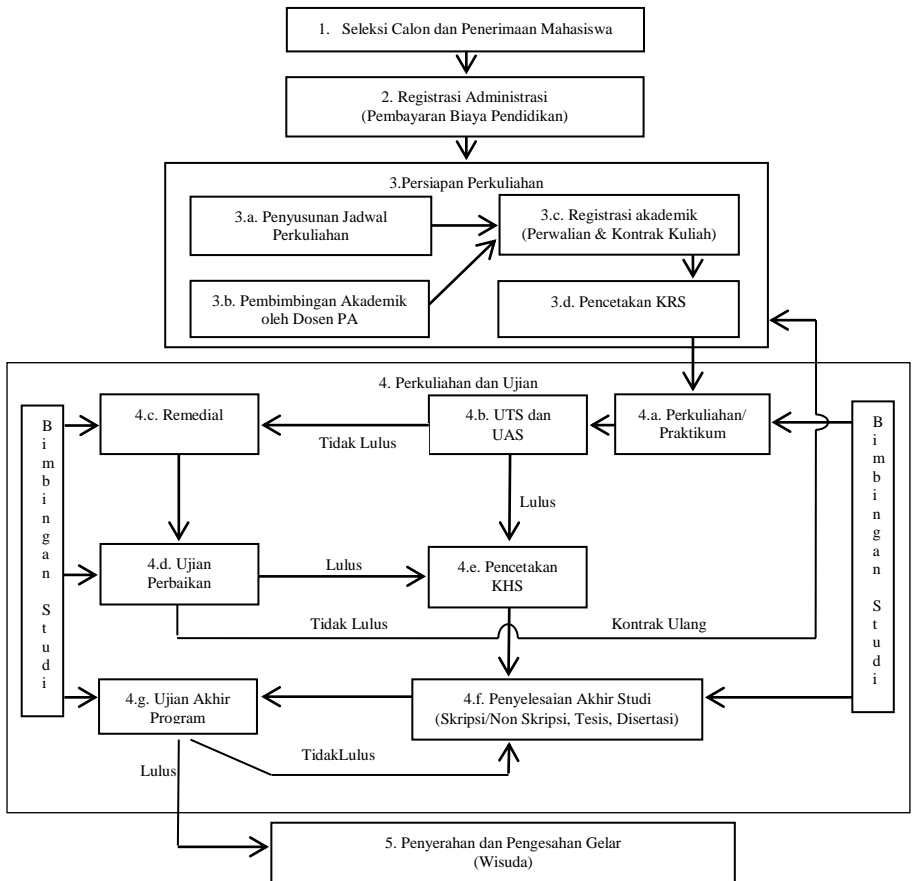 1. Seleksi Calon dan Penerimaan Mahasiswa
2. Registrasi Administrasi
(Pembayaran Biaya Pendidikan)
3.Persiapan Perkuliahan
3.a. Penyusunan Jadwal
Perkuliahan
3.c. Registrasi akademik
(Perwalian & Kontrak Kuliah)
3.b. Pembimbingan Akademik
oleh Dosen PA
3.d. Pencetakan KRS
4. Perkuliahan dan Ujian
Bimbingan Studi
4.c. Remedial
Tidak Lulus
4.b. UTS dan
UAS
4.a. Perkuliahan/
Praktikum
Bimbingan Studi
Lulus
4.d. Ujian
Perbaikan
Lulus
4.e. Pencetakan
KHS
Tidak Lulus
Kontrak Ulang
4.g. Ujian Akhir
Program
4.f. Penyelesaian Akhir Studi
(Skripsi/Non Skripsi, Tesis, Disertasi)
TidakLulus
Lulus
5. Penyerahan dan Pengesahan Gelar
(Wisuda)